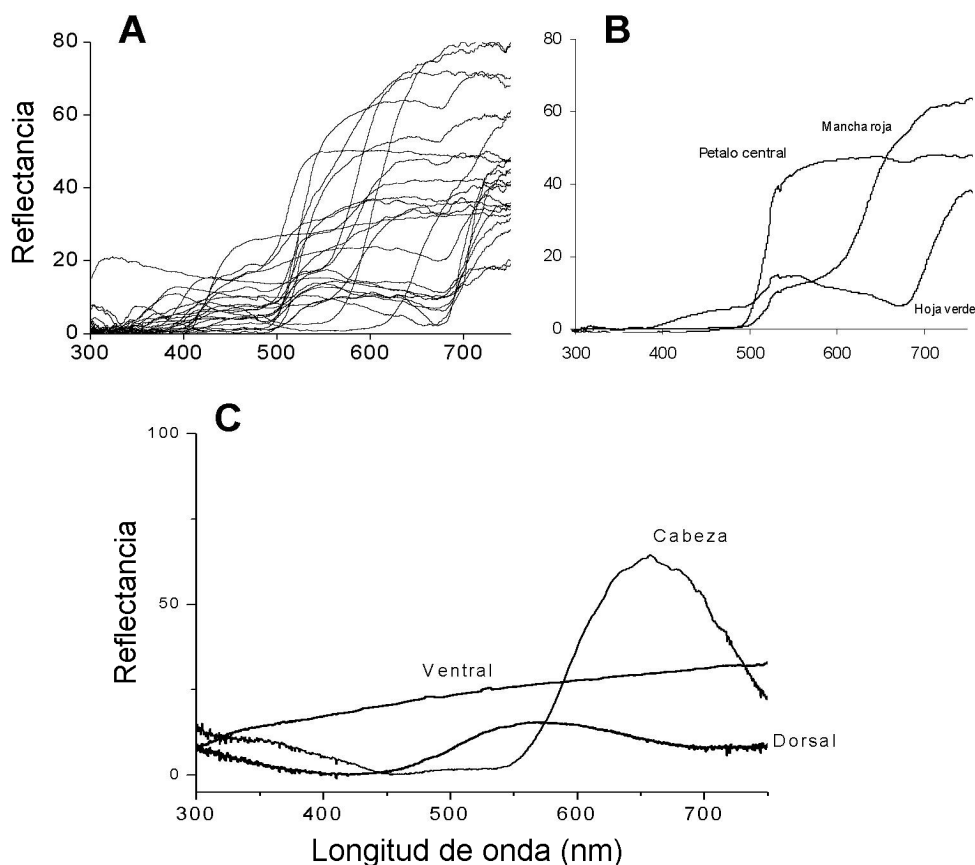 A
B
80
60
40
20
0
Reflectancia
300 400 500 600 700
80
60
40
20
0
Mancha roja
Petalo central
Hoja verde
300 400 500 600 700
C
100
50
0
Reflectancia
Cabeza
Ventral
Dorsal
300 400 500 600 700
Longitud de onda (nm)